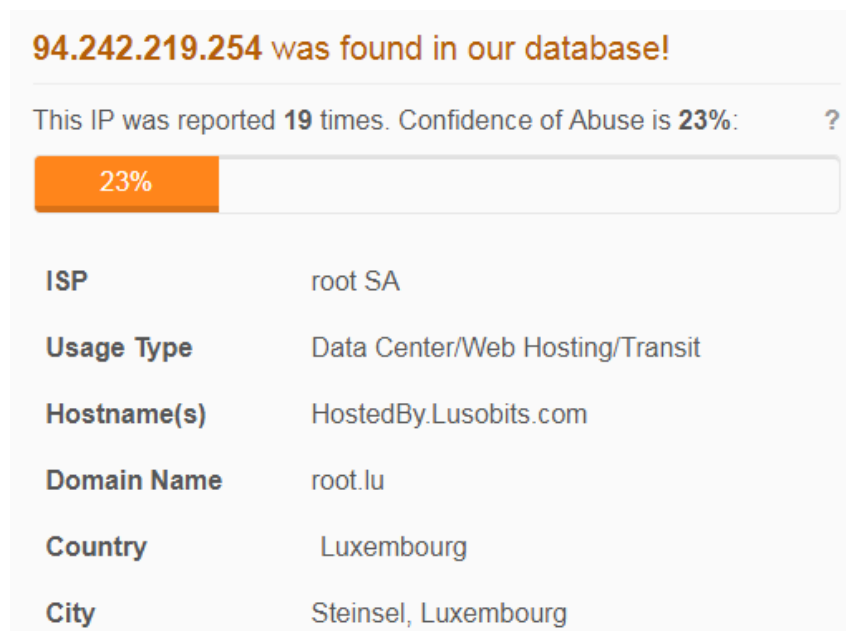 94.242.219.254 was found in our database!
This IP was reported 19 times. Confidence of Abuse is 23%: ?
23%
ISP root SA
Usage Type Data Center/Web Hosting/Transit
Hostname(s) HostedBy.Lusobits.com
Domain Name root.lu
Country Luxembourg
City Steinsel, Luxembourg